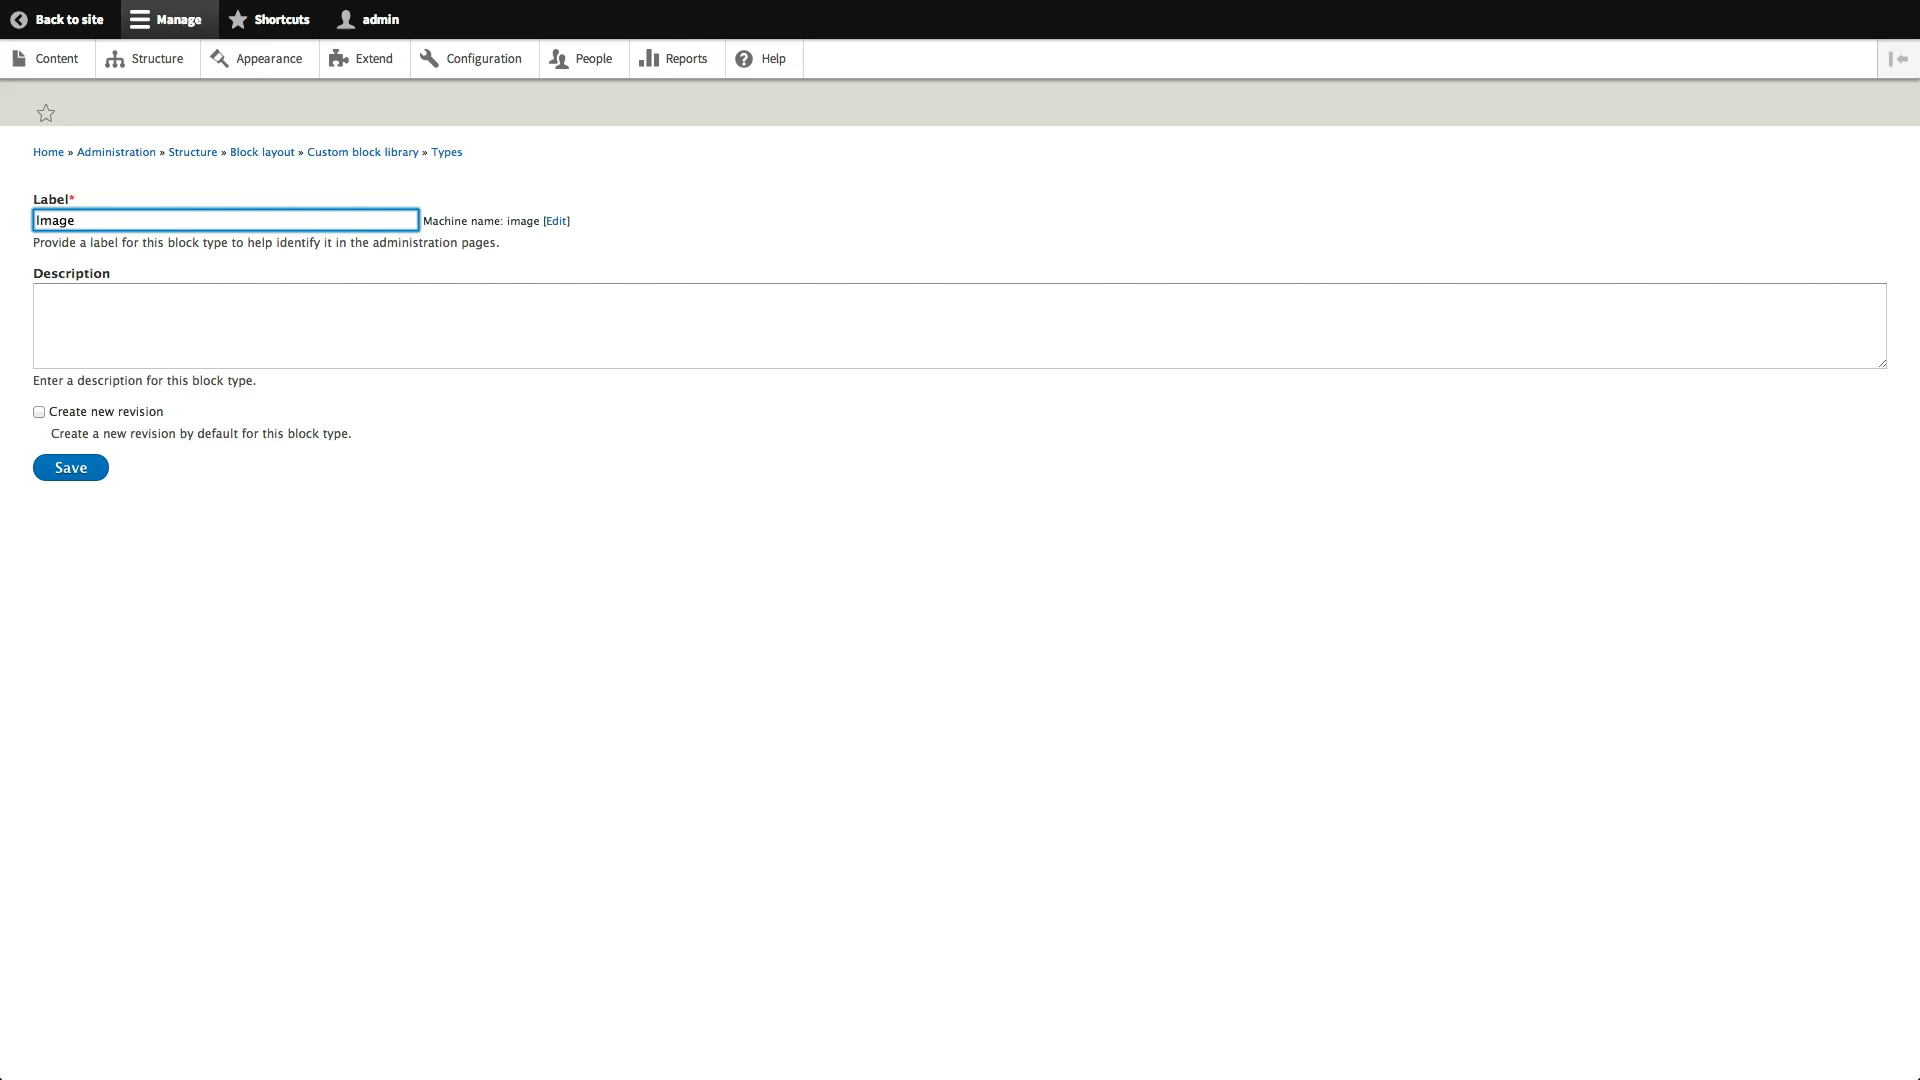 Back to site Manage Shortcuts admin
Content Structure Appearance Extend Configuration People Reports Help
Home » Administration » Structure » Block layout » Custom block library » Types
Label*
Image Machine name: image [Edit]
Provide a label for this block type to help identify it in the administration pages.
Description
Enter a description for this block type.
Create new revision
Create a new revision by default for this block type.
Save